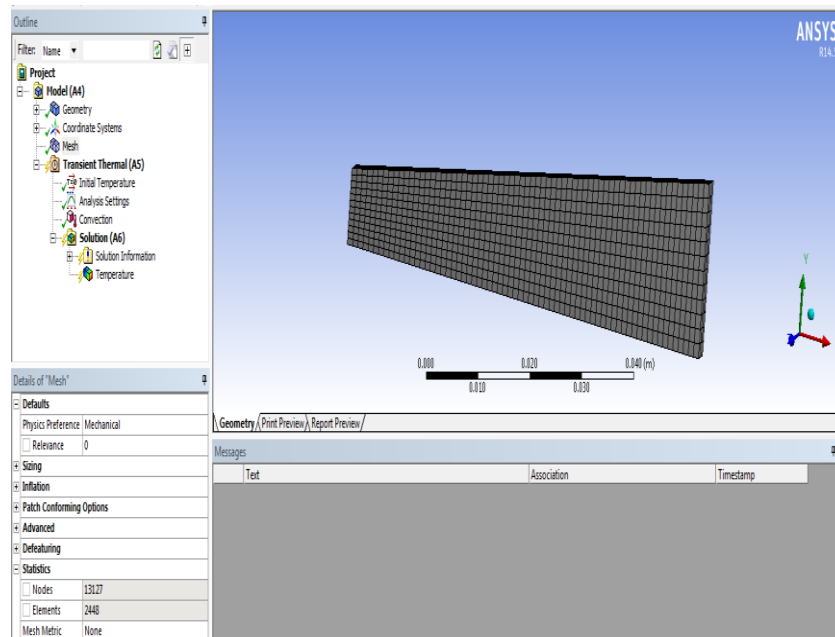 Outline
Filter: Name
Project
Model (A4)
Geometry
Coordinate Systems
Mesh
Transient Thermal (A5)
Initial Temperature
Analysis Settings
Convection
Solution (A6)
Solution Information
Temperature
Details of "Mesh"
Defaults
Physics Preference Mechanical
Relevance 0
Sizing
Inflation
Patch Conforming Options
Advanced
Defeaturing
Statistics
Nodes 13127
Elements 2448
Mesh Metric None
ANSYS
R14.5
Y
0.000 0.020 0.040 (m)
0.010 0.030
Geometry Print Preview Report Preview
Messages
Text Association Timestamp